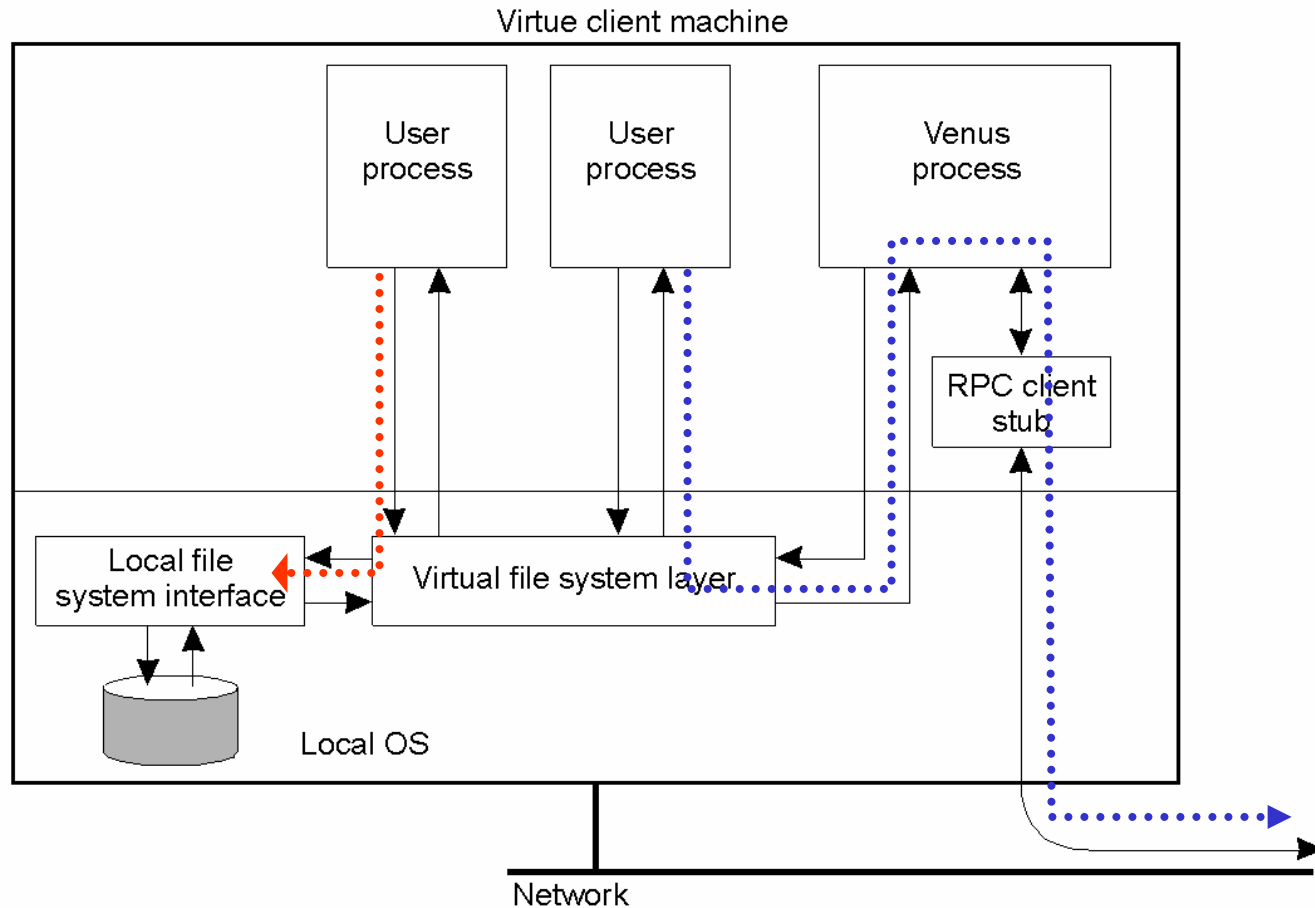 Virtue client machine
User
process
User
process
Venus
process
RPC client
stub
Local file
system interface
Virtual file system layer
Local OS
Network